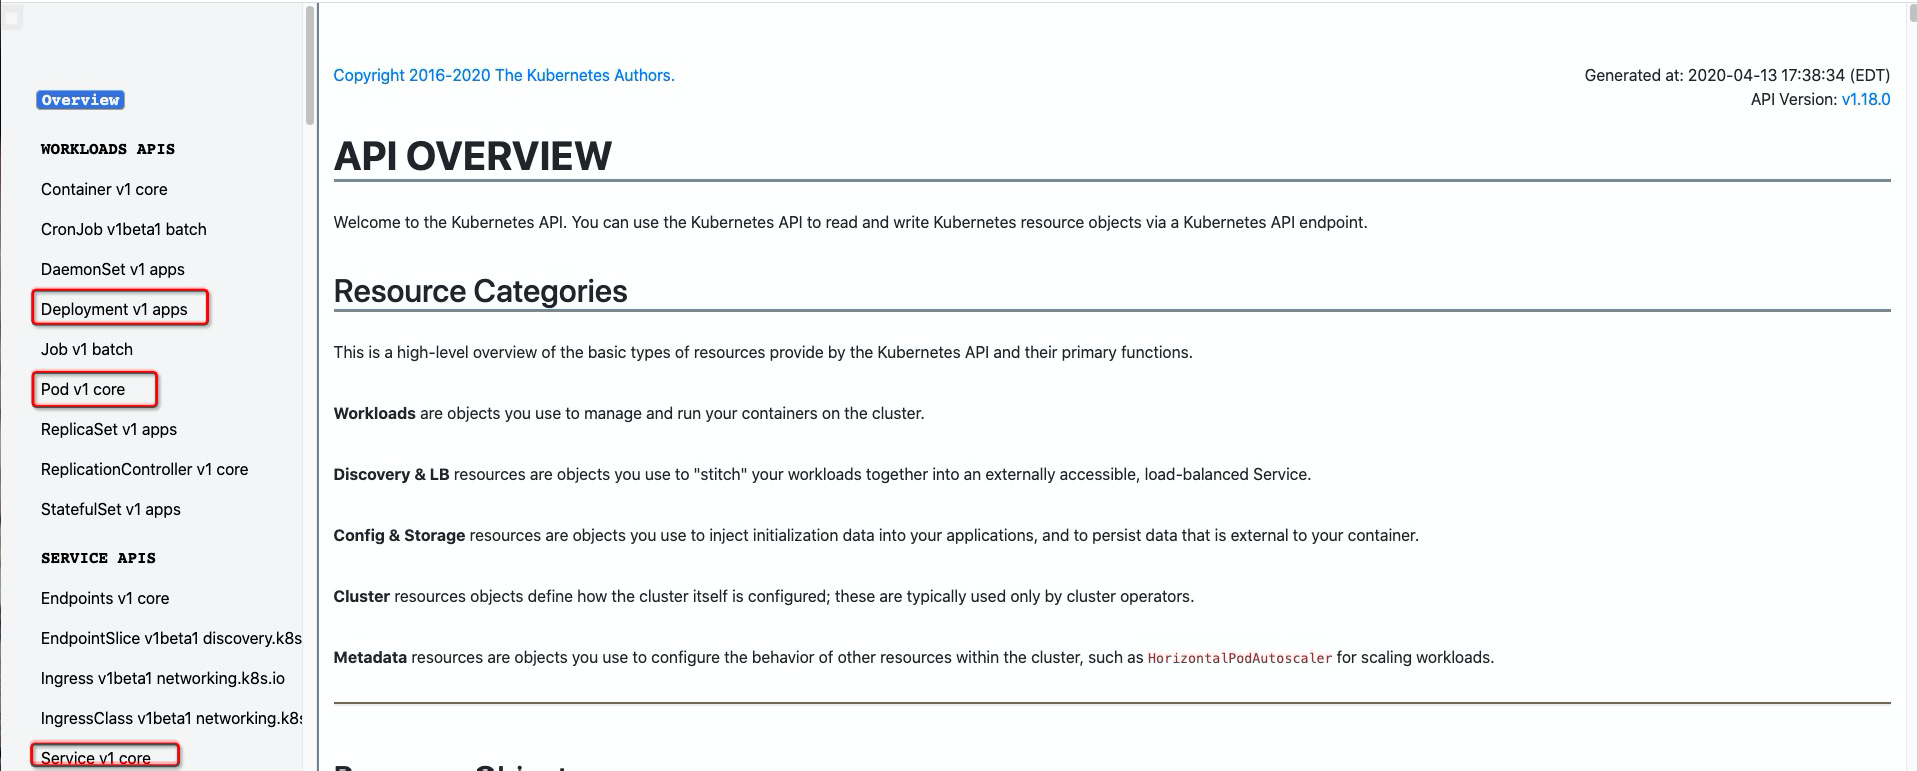 Overview
WORKLOADS APIS
Container v1 core
CronJob v1beta1 batch
DaemonSet v1 apps
Deployment v1 apps
Job v1 batch
Pod v1 core
ReplicaSet v1 apps
ReplicationController v1 core
StatefulSet v1 apps
SERVICE APIS
Endpoints v1 core
EndpointSlice v1beta1 discovery.k8s
Ingress v1beta1 networking.k8s.io
IngressClass v1beta1 networking.k8s
Service v1 core
Copyright 2016-2020 The Kubernetes Authors.
Generated at: 2020-04-13 17:38:34 (EDT)
API Version: v1.18.0
API OVERVIEW
Welcome to the Kubernetes API. You can use the Kubernetes API to read and write Kubernetes resource objects via a Kubernetes API endpoint.
Resource Categories
This is a high-level overview of the basic types of resources provide by the Kubernetes API and their primary functions.
Workloads are objects you use to manage and run your containers on the cluster.
Discovery & LB resources are objects you use to "stitch" your workloads together into an externally accessible, load-balanced Service.
Config & Storage resources are objects you use to inject initialization data into your applications, and to persist data that is external to your container.
Cluster resources objects define how the cluster itself is configured; these are typically used only by cluster operators.
Metadata resources are objects you use to configure the behavior of other resources within the cluster, such as HorizontalPodAutoscaler for scaling workloads.